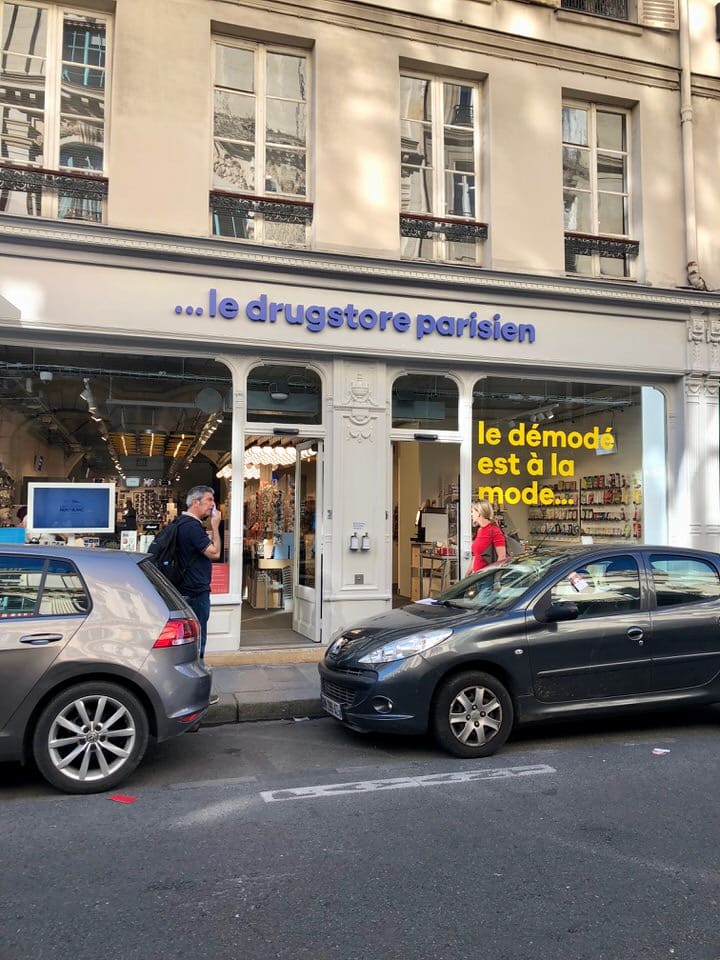 ...le drugstore parisien
le démodé
est à la
mode...